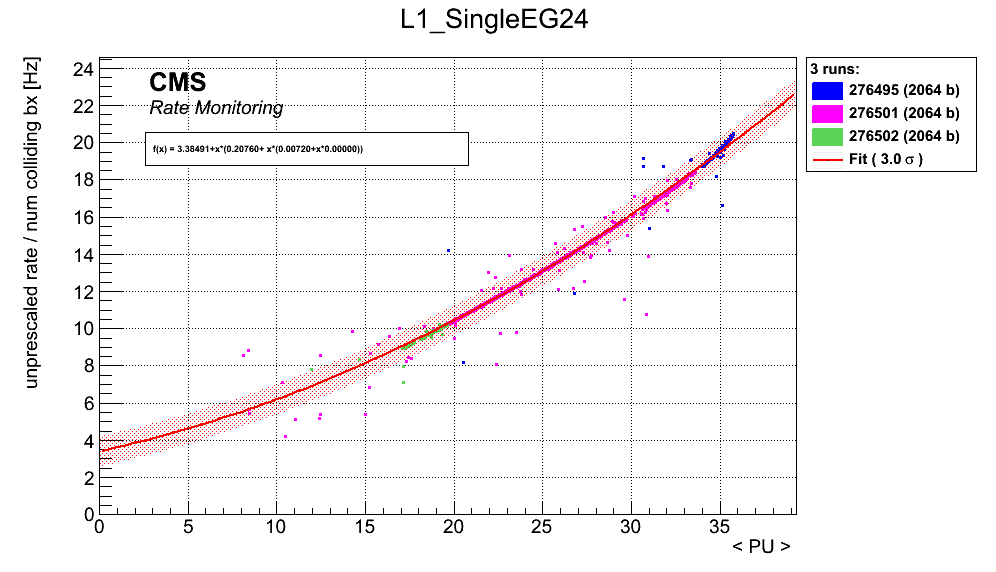 L1_SingleEG24
unprescaled rate / num colliding bx [Hz]
24
22
20
18
16
14
12
10
8
6
4
2
0
CMS
Rate Monitoring
f(x) = 3.38491+x*(0.20760+ x*(0.00720+x*0.00000))
0 5 10 15 20 25 30 35
< PU >
3 runs:
276495 (2064 b)
276501 (2064 b)
276502 (2064 b)
Fit ( 3.0 σ )